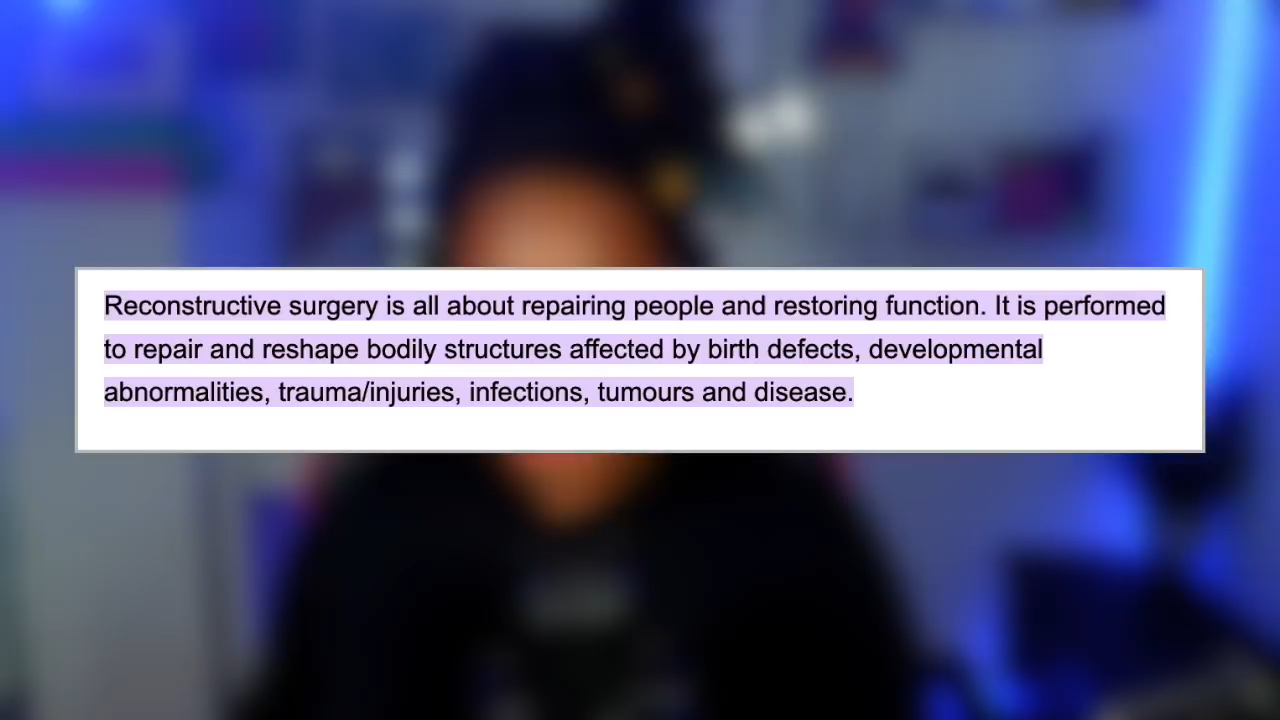 Reconstructive surgery is all about repairing people and restoring function. It is performed
to repair and reshape bodily structures affected by birth defects, developmental
abnormalities, trauma/injuries, infections, tumours and disease.